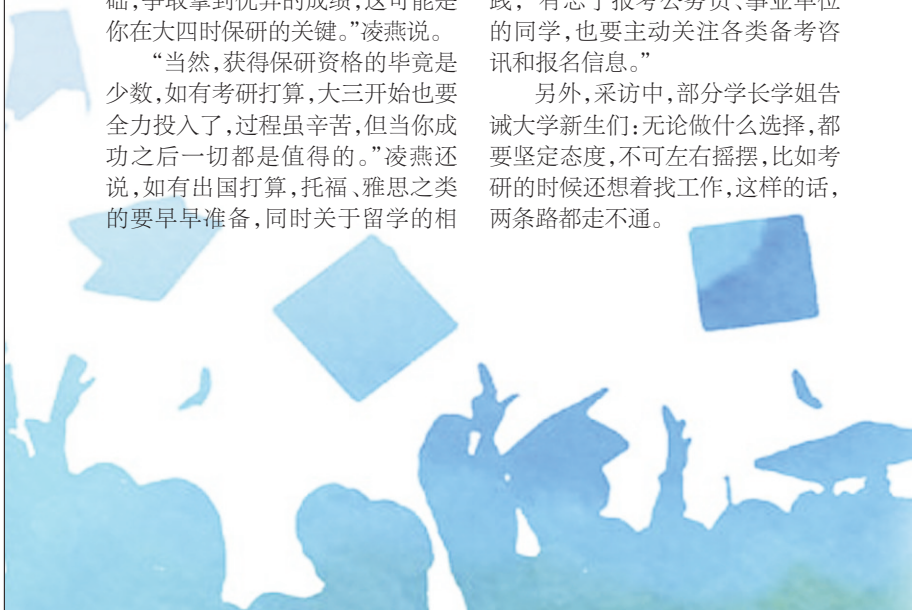 础,争取拿到优异的成绩,这可能是
你在大四时保研的关键。”凌燕说。
“当然,获得保研资格的毕竟是
少数,如有考研打算,大三开始也要
全力投入了,过程虽辛苦,但当你成
功之后一切都是值得的。”凌燕还
说,如有出国打算,托福、雅思之类
的要早早准备,同时关于留学的相
践,“有志于报考公务员、事业单位
的同学,也要主动关注各类备考咨
讯和报名信息。”
另外,采访中,部分学长学姐告
诫大学新生们:无论做什么选择,都
要坚定态度,不可左右摇摆,比如考
研的时候还想着找工作,这样的话,
两条路都走不通。